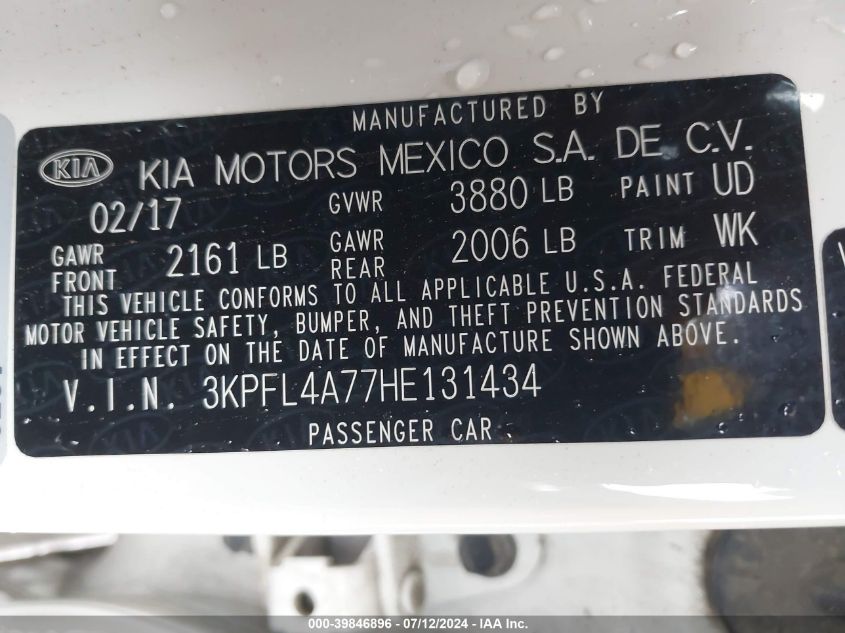 MANUFACTURED BY
KIA KIA MOTORS MEXICO S.A. DE C.V.
02/17 GVWR 3880 LB PAINT UD
GAWR FRONT 2161 LB GAWR REAR 2006 LB TRIM WK
THIS VEHICLE CONFORMS TO ALL APPLICABLE U.S.A. FEDERAL
MOTOR VEHICLE SAFETY, BUMPER, AND THEFT PREVENTION STANDARDS
IN EFFECT ON THE DATE OF MANUFACTURE SHOWN ABOVE.
V.I.N. 3KPFL4A77HE131434
PASSENGER CAR
000-39846896 - 07/12/2024 - IAA Inc.